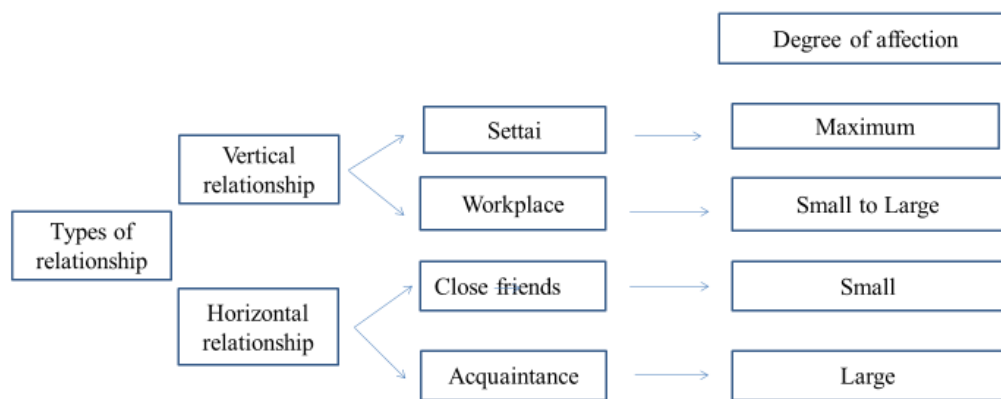 Degree of affection
Settai
Maximum
Vertical
relationship
Workplace
Small to Large
Types of
relationship
Close friends
Small
Horizontal
relationship
Acquaintance
Large